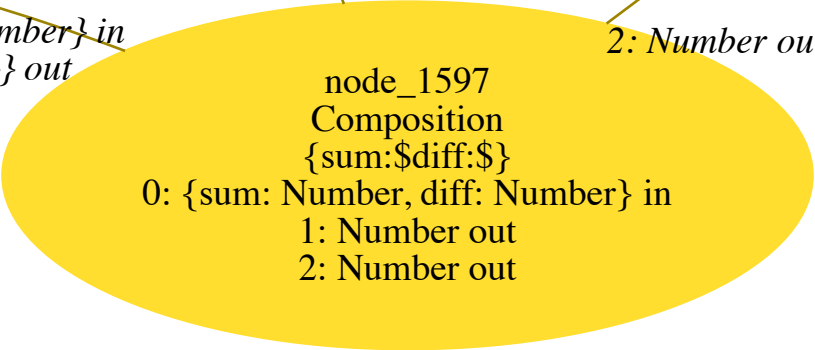 mber} in
} out
2: Number ou
node_1597
Composition
{sum:$diff:$}
0: {sum: Number, diff: Number} in
1: Number out
2: Number out